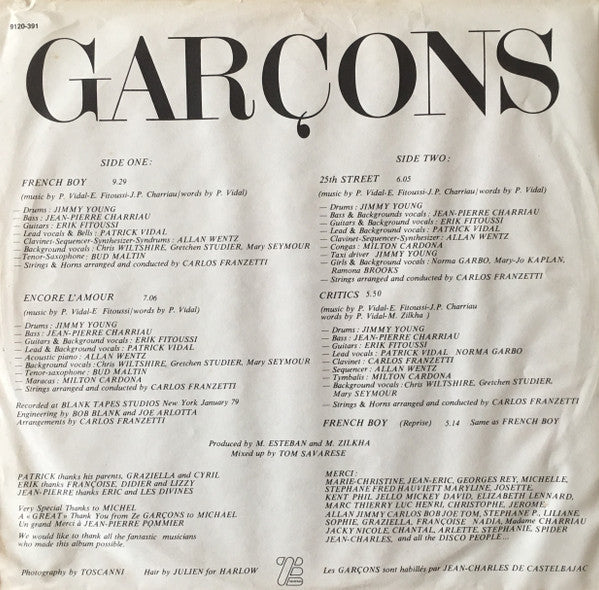 9120-391
GARÇONS
SIDE ONE:
FRENCH BOY 9.29
(music by P. Vidal-E. Fitoussi-J.P. Charriau/words by P. Vidal)
— Drums: JIMMY YOUNG
— Bass: JEAN-PIERRE CHARRIAU
— Guitars: ERIK FITOUSSI
— Lead vocals & Bells: PATRICK VIDAL
— Clavinet-Sequencer-Synthesizer-Syndrums: ALLAN WENTZ
— Background vocals: Chris WILTSHIRE, Gretchen STUDIER, Mary SEYMOUR
— Tenor-Saxophone: BUD MALTIN
— Strings & Horns arranged and conducted by CARLOS FRANZETTI
ENCORE L'AMOUR 7.06
(music by P. Vidal-E. Fitoussi/words by P. Vidal)
— Drums: JIMMY YOUNG
— Bass: JEAN-PIERRE CHARRIAU
— Guitars & Background vocals: ERIK FITOUSSI
— Lead & Background vocals: PATRICK VIDAL
— Acoustic piano: ALLAN WENTZ
— Background vocals: Chris WILTSHIRE, Gretchen STUDIER, Mary SEYMOUR
— Tenor-saxophone: BUD MALTIN
— Maracas: MILTON CARDONA
— Strings arranged and conducted by CARLOS FRANZETTI
Recorded at BLANK TAPES STUDIOS New York January 79
Engineering by BOB BLANK and JOE ARLOTTA
Arrangements by CARLOS FRANZETTI
SIDE TWO:
25th STREET 6.05
(music by P. Vidal-E. Fitoussi-J.P. Charriau/words by P. Vidal)
— Drums: JIMMY YOUNG
— Bass & Backgrounds vocals: JEAN-PIERRE CHARRIAU
— Guitars & Background vocals: ERIK FITOUSSI
— Lead & Background vocals: PATRICK VIDAL
— Clavinet-Sequencer-Synthesizer: ALLAN WENTZ
— Congas: MILTON CARDONA
— Taxi driver JIMMY YOUNG
— Girls & Background vocals: Norma GARBO, Mary-Jo KAPLAN,
Ramona BROOKS
— Strings arranged and conducted by CARLOS FRANZETTI
CRITICS 5.50
(music by P. Vidal-E. Fitoussi-J.P. Charriau
words by P. Vidal-M. Zilkha)
— Drums: JIMMY YOUNG
— Bass: JEAN-PIERRE CHARRIAU
— Guitars: ERIK FITOUSSI
— Lead vocals: PATRICK VIDAL NORMA GARBO
— Clavinet: CARLOS FRANZETTI
— Sequencer: ALLAN WENTZ
— Tymbalis: MILTON CARDONA
— Background vocals: Chris WILTSHIRE, Gretchen STUDIER,
Mary SEYMOUR
— Strings & Horns arranged and conducted by CARLOS FRANZETTI
FRENCH BOY (Reprise) 5.14 Same as FRENCH BOY
Produced by M. ESTEBAN and M. ZILKHA
Mixed up by TOM SAVARESE
PATRICK thanks his parents, GRAZIELLA and CYRIL
ERIK thanks FRANÇOISE, DIDIER and LIZZY
JEAN-PIERRE thanks ERIC and LES DIVINES
Very Special Thanks to MICHEL
A «GREAT» Thank You from Ze GARÇONS to MICHAEL
Un grand Merci à JEAN-PIERRE POMMIER
We would like to thank all the fantastic musicians
who made this album possible.
MERCI:
MARIE-CHRISTINE, JEAN-ERIC, GEORGES REY, MICHELLE,
STEPHANE FRED HAUVIETT MARYLINE, JOSETTE,
KENT PHIL JELLO MICKEY DAVID, ELIZABETH LENNARD,
MARC THIERRY LUC HENRI, CHRISTOPHE, JEROME,
ALLAN JIMMY CARLOS BOB JOE TOM, STEPHANE P., LILIANE,
SOPHIE, GRAZIELLA, FRANÇOISE NADIA, Madame CHARRIAU
JACKY NICOLE, CHANTAL, ARLETTE, STEPHANIE, SPIDER
JEAN-CHARLES, and all the DISCO PEOPLE...
Photography by TOSCANNI Hair by JULIEN for HARLOW
Les GARÇONS sont habillés par JEAN-CHARLES DE CASTELBAJAC